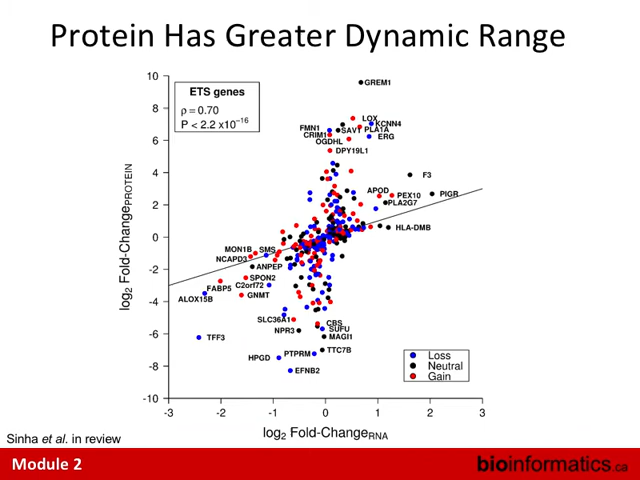 Protein Has Greater Dynamic Range
10
8
6
4
2
0
-2
-4
-6
-8
-10
log2 Fold-ChangePROTEIN
ETS genes
ρ = 0.70
P < 2.2 x10⁻¹⁶
GREM1
LOX
KCNN4
FMN1
SAV1
PLA1A
CRIM1
ERG
OGDHL
DPY19L1
F3
APOD
PEX10
PIGR
PLA2G7
HLA-DMB
MON1B
SMS
NCAPD3
ANPEP
SPON2
FABP5
C2orf72
ALOX15B
GNMT
SLC36A1
CBS
NPR3
SUFU
TFF3
MAGI1
PTPRM
TTC7B
HPGD
EFNB2
Loss
Neutral
Gain
-3
-2
-1
0
1
2
3
log2 Fold-ChangeRNA
Sinha et al. in review
Module 2
bioinformatics.ca